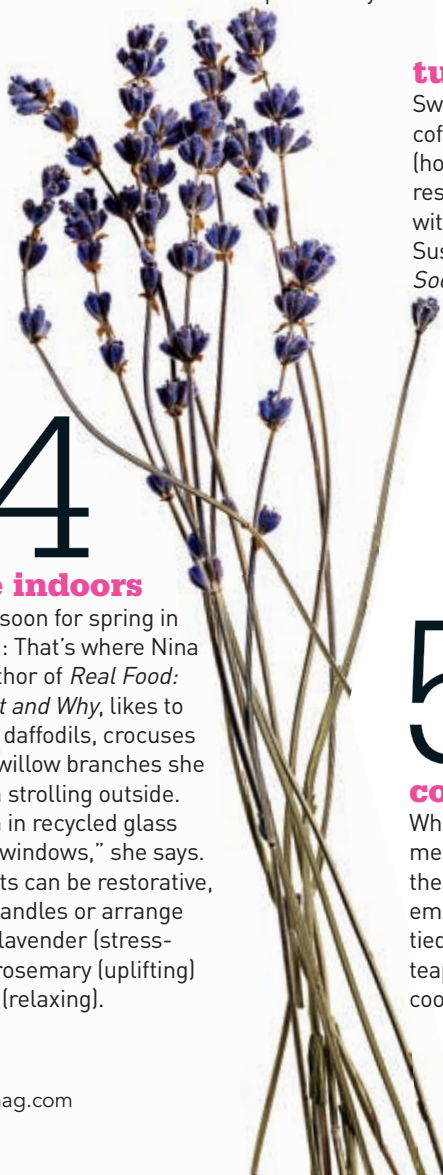 4
e indoors
soon for spring in
: That's where Nina
thor of Real Food:
t and Why, likes to
daffodils, crocuses
willow branches she
strolling outside.
in recycled glass
windows,” she says.
ts can be restorative,
andles or arrange
lavender (stress-
rosemary (uplifting)
(relaxing).
ag.com
tu
Sw
cof
(ho
res
wit
Sus
Soc
5
co
Wh
me
the
em
tied
teap
coo